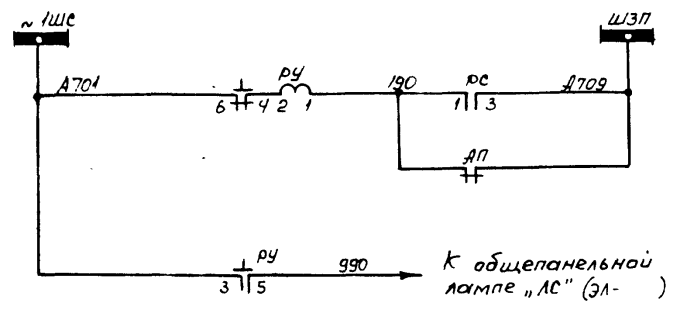 ~ 1ШС
ШЗП
А701
РУ
190
РС
А709
6 4 2 1
1 3
АП
РУ
990
3 5
К общепанельной
лампе „ЛС" (ЭЛ- )